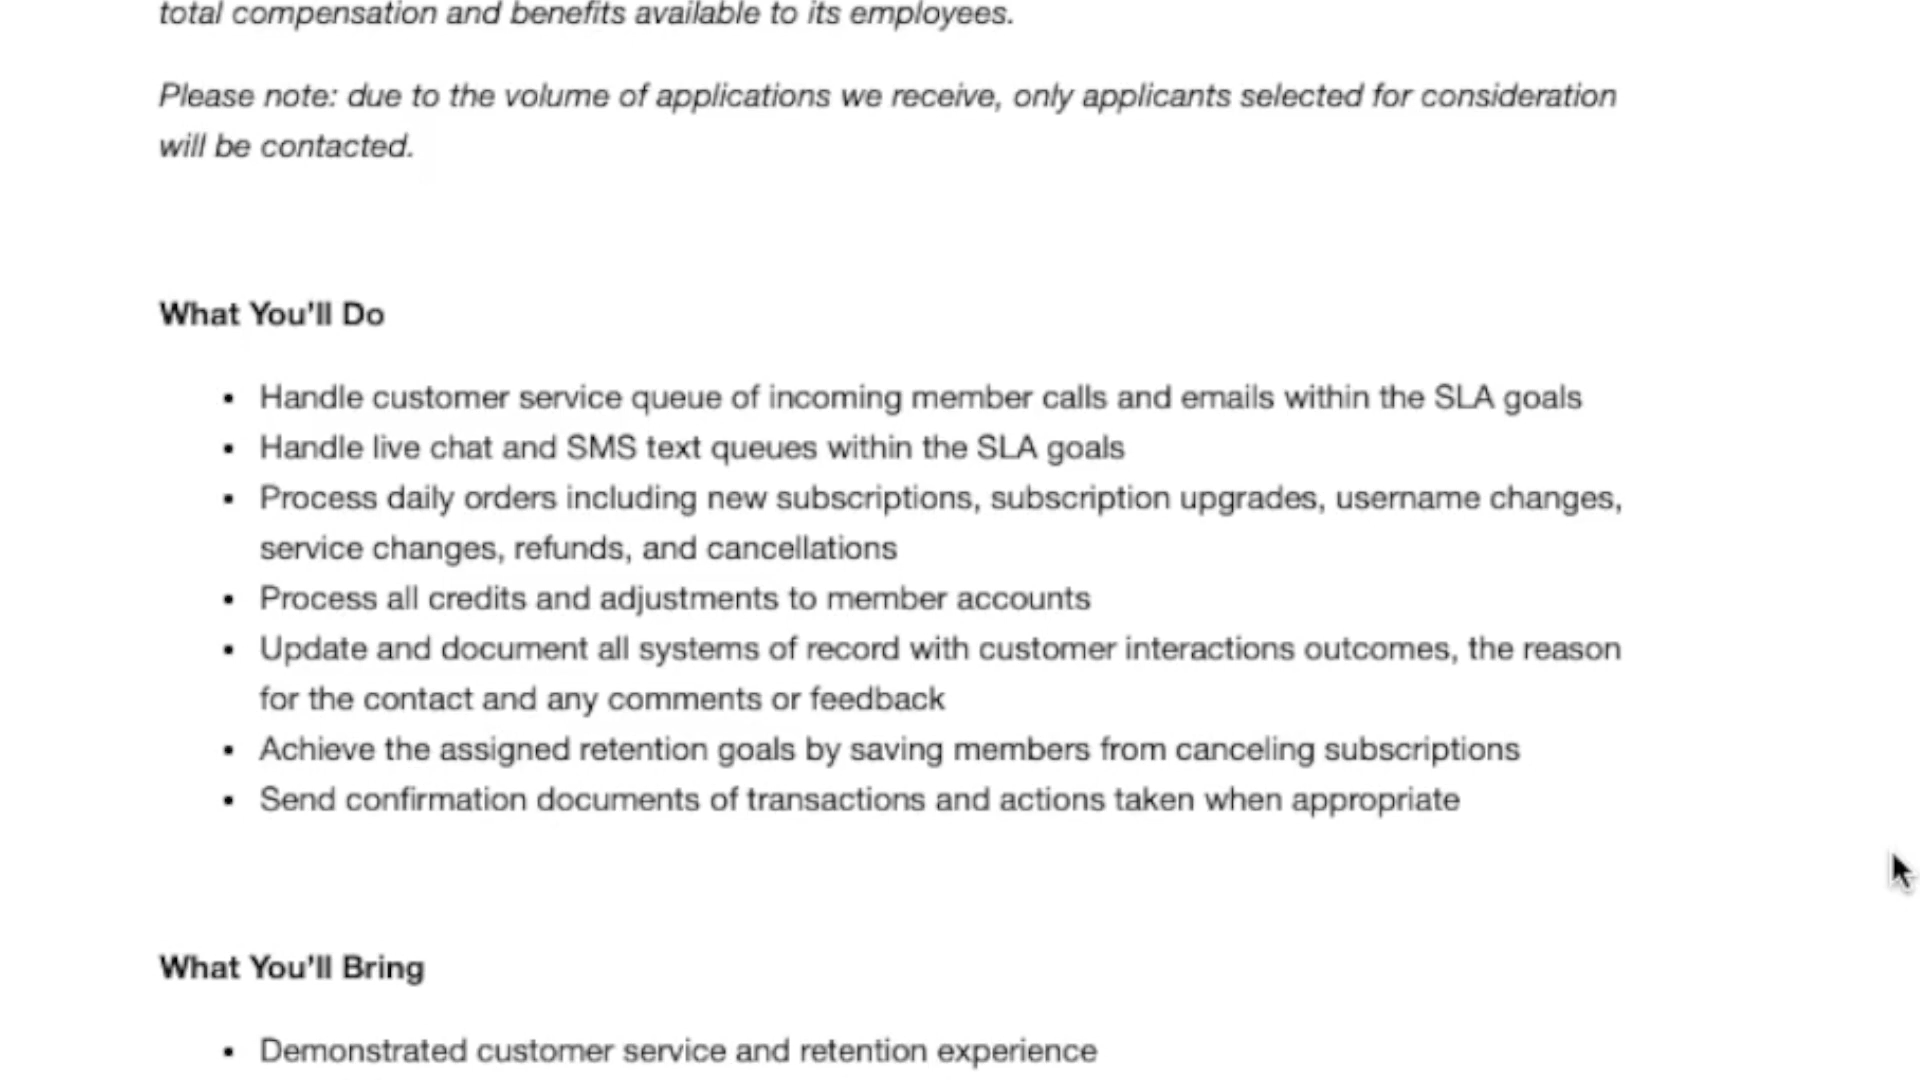 total compensation and benefits available to its employees.
Please note: due to the volume of applications we receive, only applicants selected for consideration
will be contacted.
What You’ll Do
• Handle customer service queue of incoming member calls and emails within the SLA goals
• Handle live chat and SMS text queues within the SLA goals
• Process daily orders including new subscriptions, subscription upgrades, username changes,
service changes, refunds, and cancellations
• Process all credits and adjustments to member accounts
• Update and document all systems of record with customer interactions outcomes, the reason
for the contact and any comments or feedback
• Achieve the assigned retention goals by saving members from canceling subscriptions
• Send confirmation documents of transactions and actions taken when appropriate
What You’ll Bring
• Demonstrated customer service and retention experience